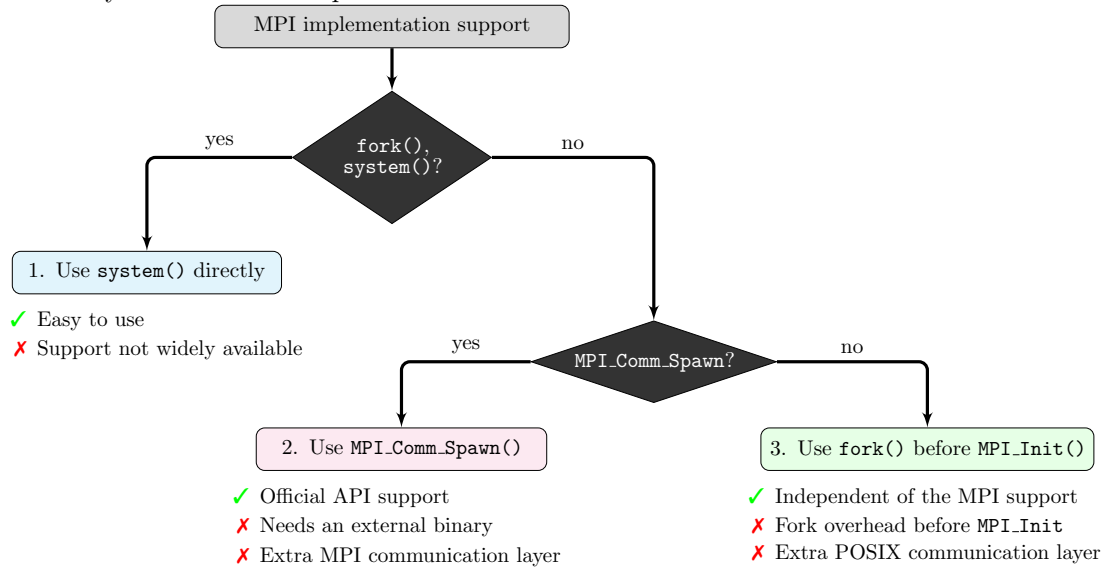 MPI implementation support
fork(),
system()?
yes
no
1. Use system() directly
✓ Easy to use
✗ Support not widely available
MPI_Comm_Spawn?
yes
no
2. Use MPI_Comm_Spawn()
✓ Official API support
✗ Needs an external binary
✗ Extra MPI communication layer
3. Use fork() before MPI_Init()
✓ Independent of the MPI support
✗ Fork overhead before MPI_Init
✗ Extra POSIX communication layer